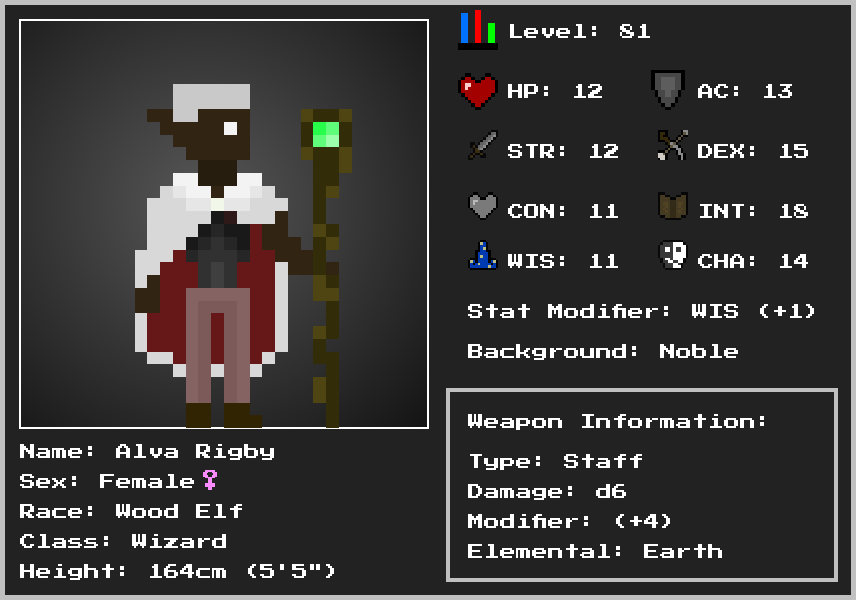 Level: 81
HP: 12 AC: 13
STR: 12 DEX: 15
CON: 11 INT: 18
WIS: 11 CHA: 14
Stat Modifier: WIS (+1)
Background: Noble
Weapon Information:
Type: Staff
Damage: d6
Modifier: (+4)
Elemental: Earth
Name: Alva Rigby
Sex: Female♀
Race: Wood Elf
Class: Wizard
Height: 164cm (5'5")